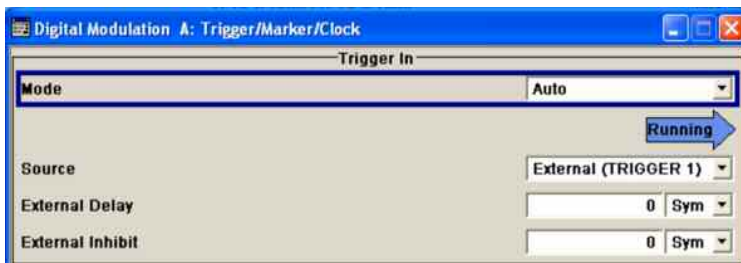 Digital Modulation A: Trigger/Marker/Clock
Trigger In
Mode Auto
Running
Source External (TRIGGER 1)
External Delay 0 Sym
External Inhibit 0 Sym